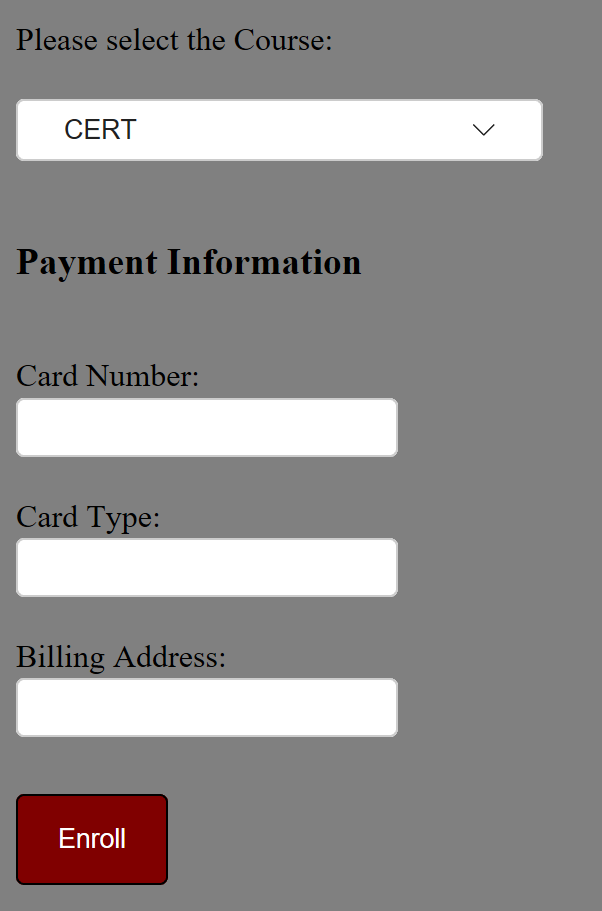 Please select the Course:
CERT
Payment Information
Card Number:
Card Type:
Billing Address:
Enroll